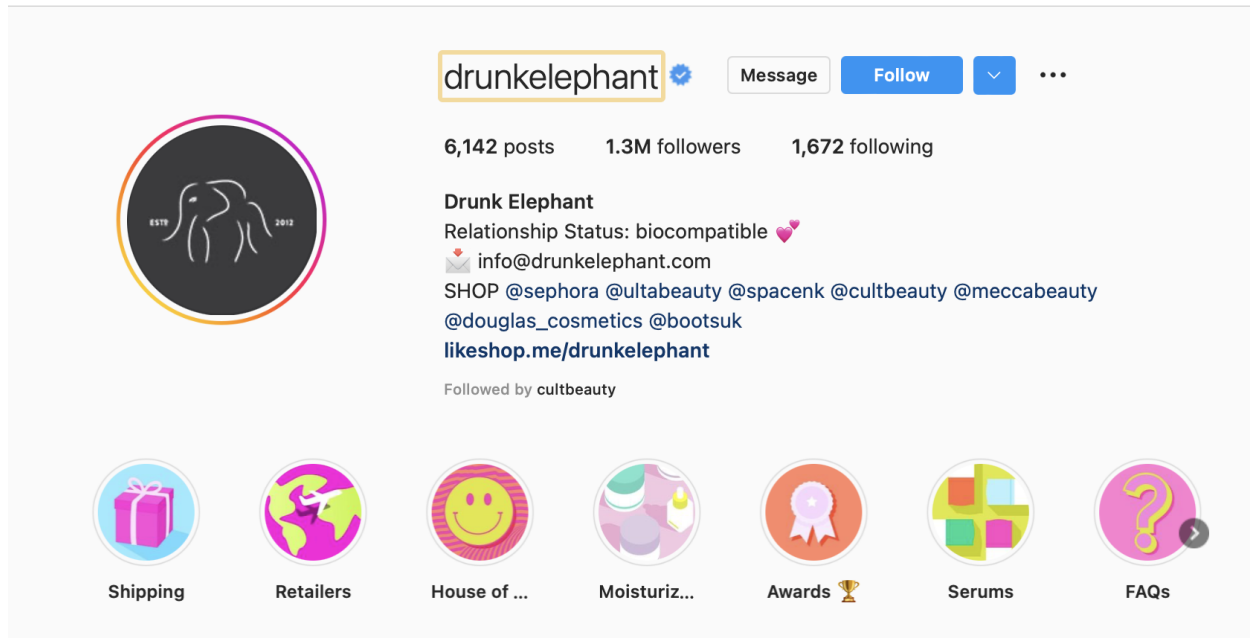 drunkelephant
Message
Follow
6,142 posts
1.3M followers
1,672 following
ESTD
2012
Drunk Elephant
Relationship Status: biocompatible 💕
📩 info@drunkelephant.com
SHOP @sephora @ultabeauty @spacenk @cultbeauty @meccabeauty
@douglas_cosmetics @bootsuk
likeshop.me/drunkelephant
Followed by cultbeauty
Shipping
Retailers
House of ...
Moisturiz...
Awards 🏆
Serums
FAQs